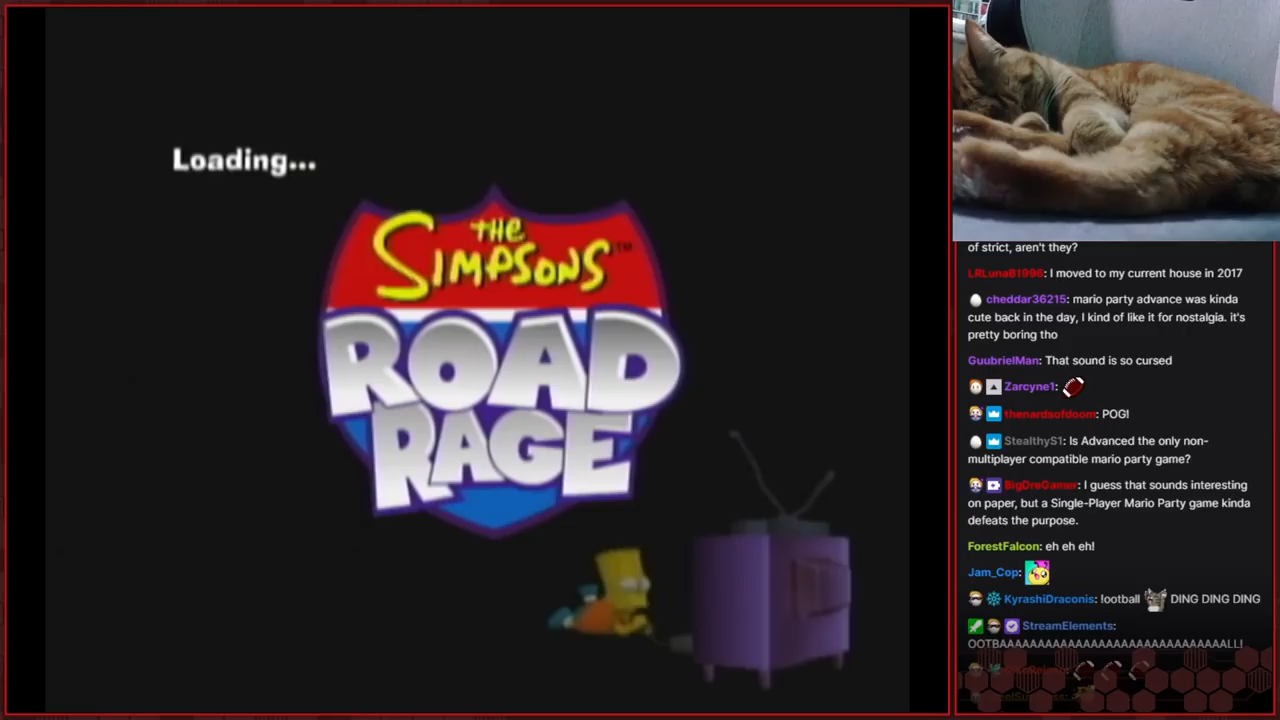 Loading...
THE
SIMPSONS™
ROAD
RAGE
of strict, aren't they?
LRLuna81996: I moved to my current house in 2017
cheddar36215: mario party advance was kinda
cute back in the day, I kind of like it for nostalgia. it's
pretty boring tho
GuubrielMan: That sound is so cursed
Zarcyne1:
thenardsofdoom: POG!
StealthyS1: Is Advanced the only non-
multiplayer compatible mario party game?
BigDreGamer: I guess that sounds interesting
on paper, but a Single-Player Mario Party game kinda
defeats the purpose.
ForestFalcon: eh eh eh!
Jam_Cop:
KyrashiDraconis: !ootball DING DING DING
StreamElements:
OOTBAAAAAAAAAAAAAAAAAAAAAAAAAAAAALL!